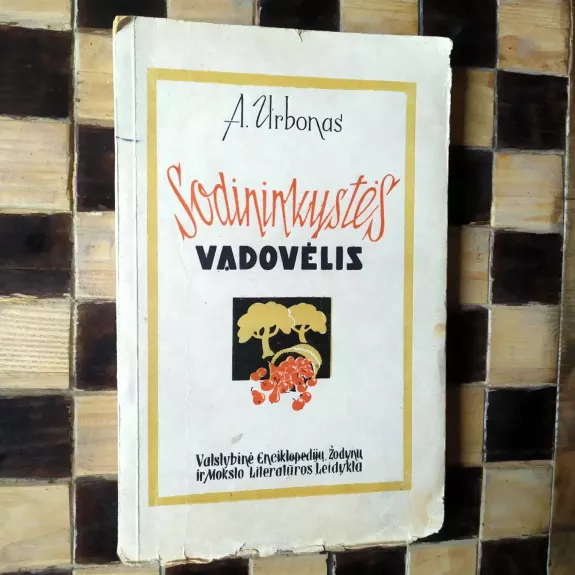 A. Urbonas
Sodininkystės
VADOVĖLIS
Valstybinė Enciklopedijų, Žodynų
ir Mokslo Literatūros Leidykla